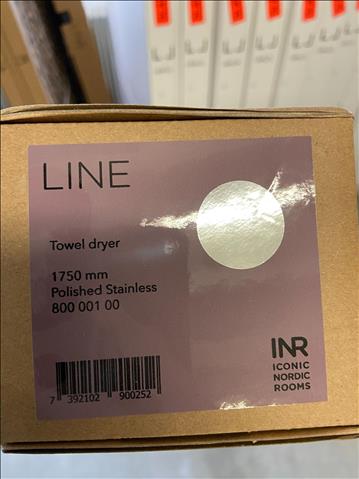 LINE
Towel dryer
1750 mm
Polished Stainless
800 001 00
INR
ICONIC
NORDIC
ROOMS
7 392102 900252